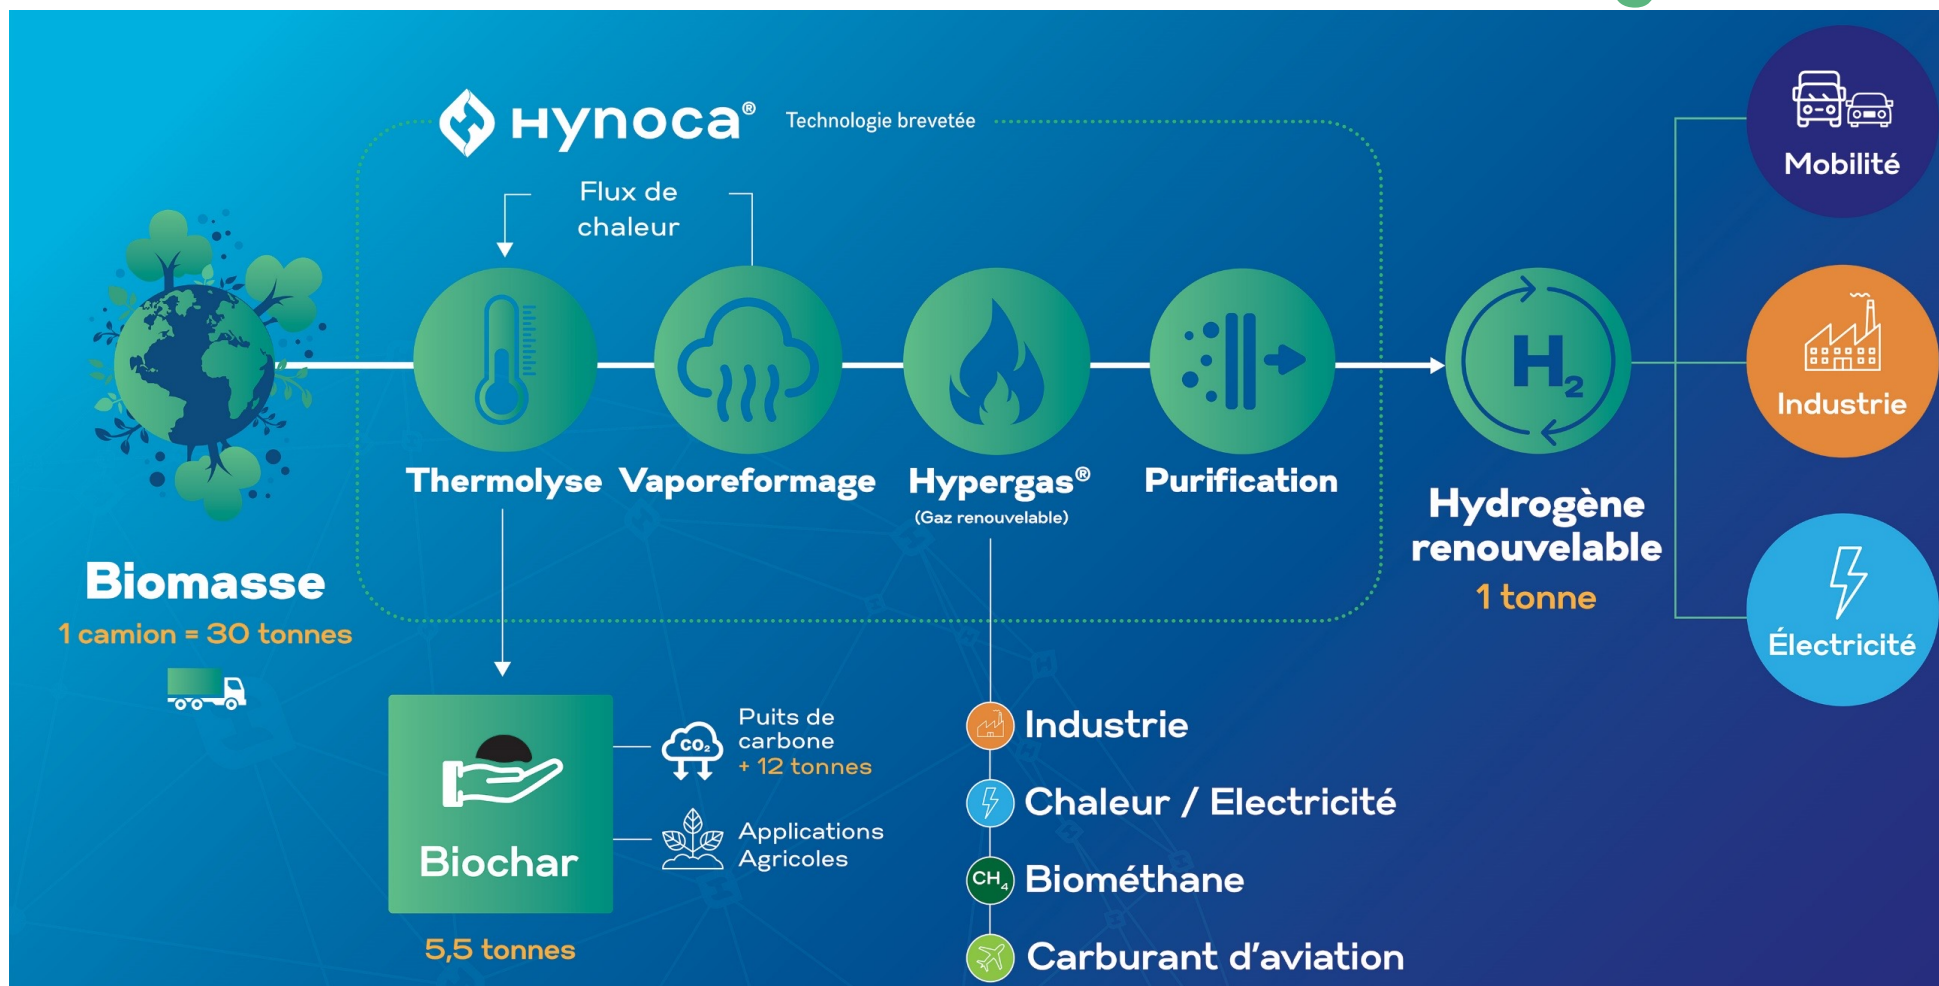 Hynoca®
Technologie brevetée
Flux de
chaleur
Thermolyse
Vaporeformage
Hypergas®
(Gaz renouvelable)
Purification
H₂
Hydrogène
renouvelable
1 tonne
Mobilité
Industrie
Électricité
Biomasse
1 camion = 30 tonnes
Biochar
5,5 tonnes
CO₂
Puits de
carbone
+ 12 tonnes
Applications
Agricoles
Industrie
Chaleur / Electricité
CH₄
Biométhane
Carburant d'aviation